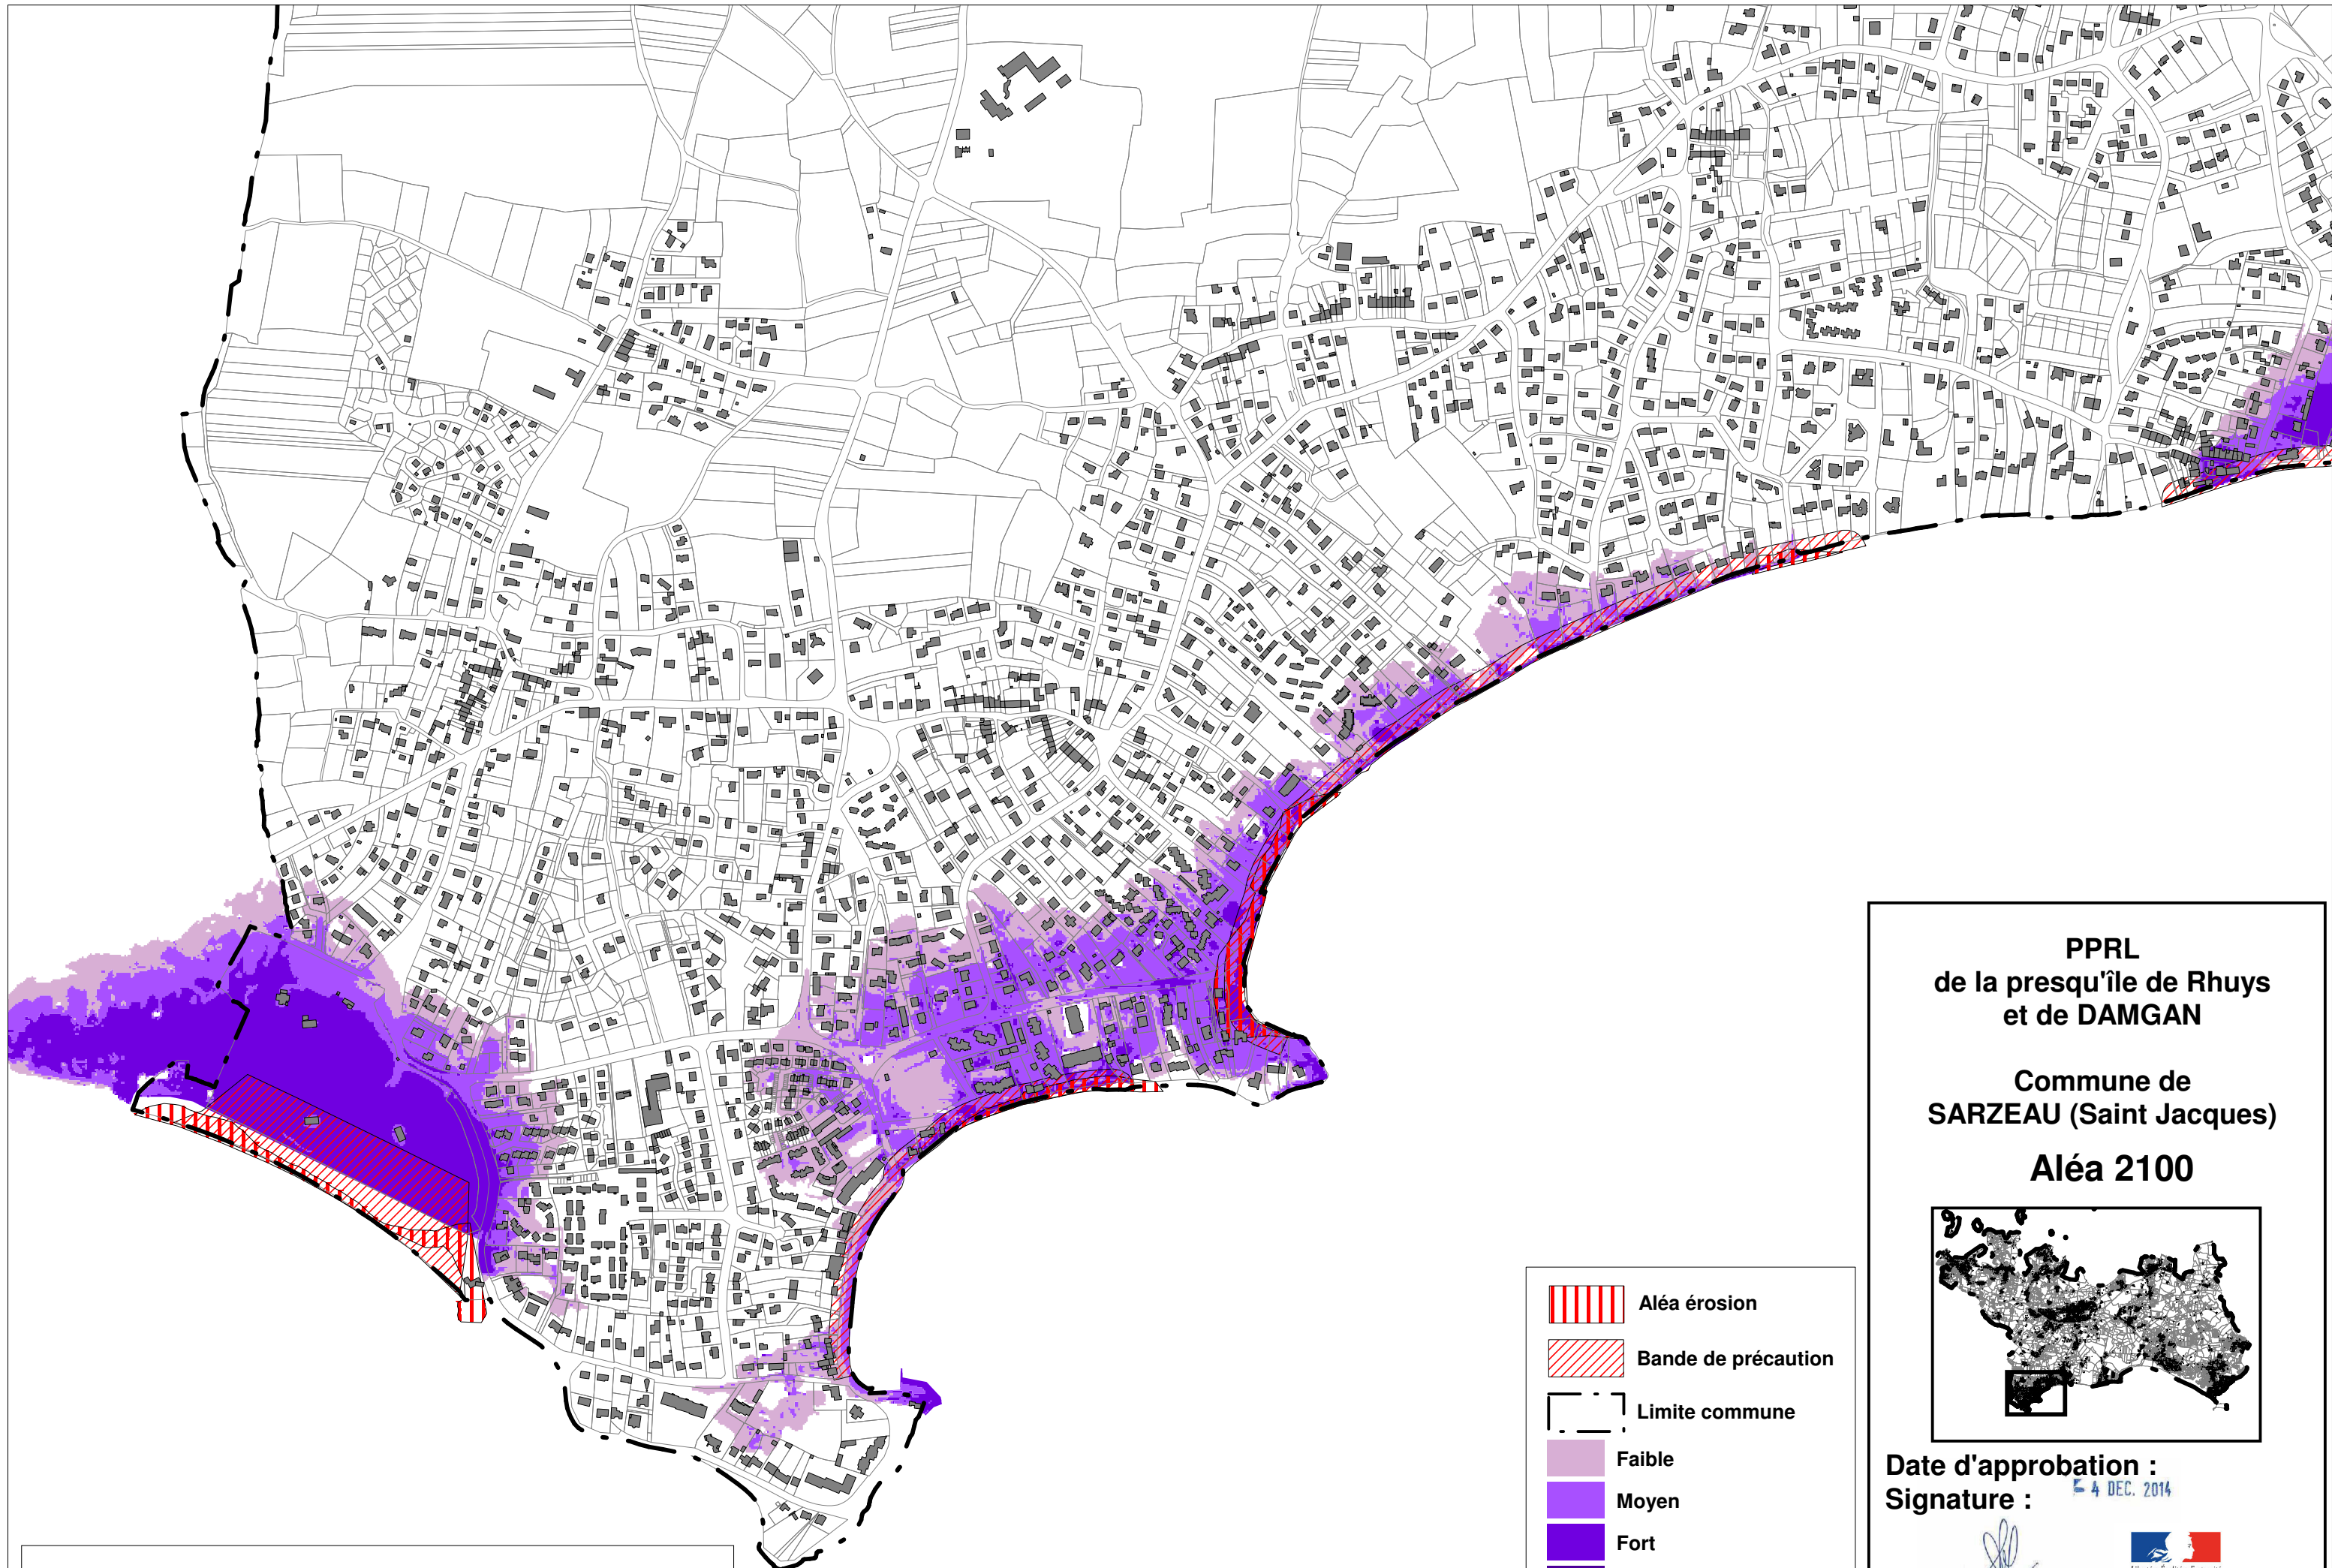 PPRL
de la presqu'île de Rhuys
et de DAMGAN
Commune de
SARZEAU (Saint Jacques)
Aléa 2100
Date d'approbation :
4 DEC. 2014
Signature :
Aléa érosion
Bande de précaution
Limite commune
Faible
Moyen
Fort